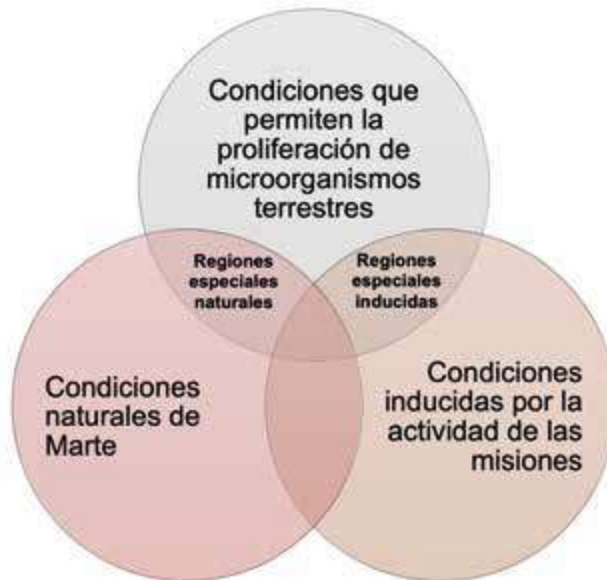 Condiciones que
permiten la
proliferación de
microorganismos
terrestres
Regiones
especiales
naturales
Regiones
especiales
inducidas
Condiciones
naturales de
Marte
Condiciones
inducidas por la
actividad de las
misiones